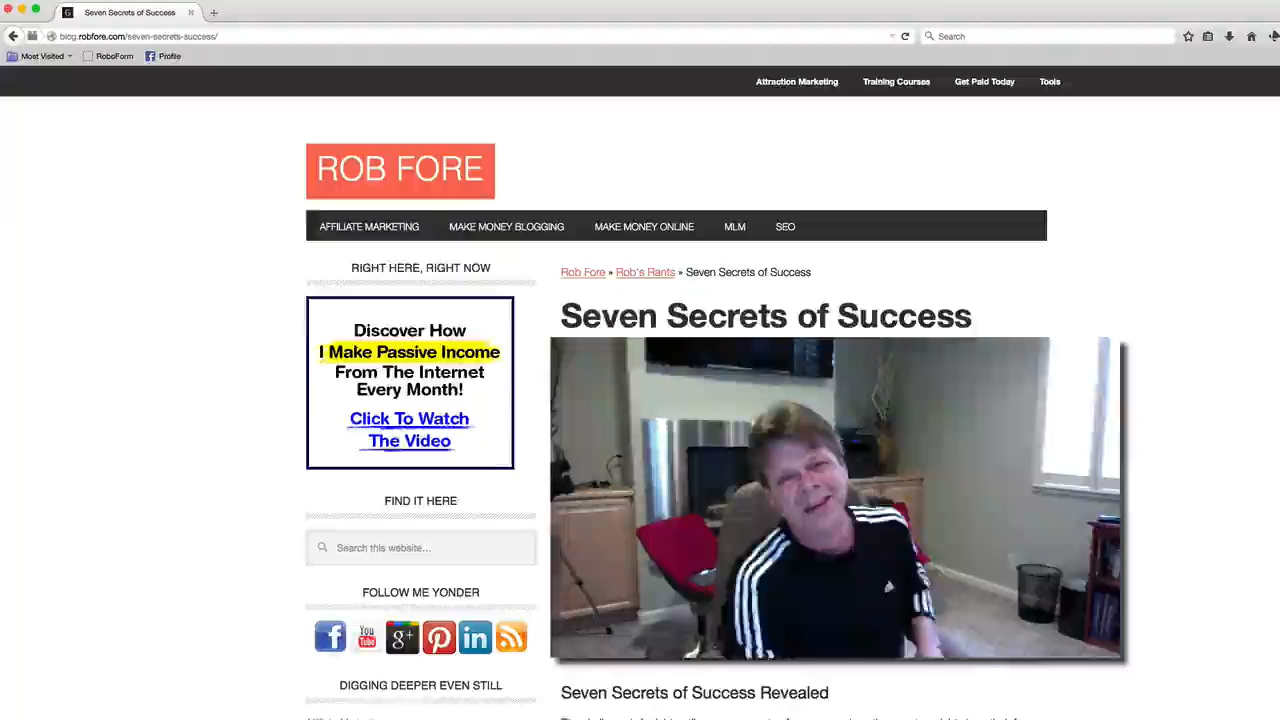 Seven Secrets of Success
blog.robfore.com/seven-secrets-success/
Search
Most Visited
RoboForm
Profile
Attraction Marketing
Training Courses
Get Paid Today
Tools
ROB FORE
AFFILIATE MARKETING
MAKE MONEY BLOGGING
MAKE MONEY ONLINE
MLM
SEO
RIGHT HERE, RIGHT NOW
Discover How
I Make Passive Income
From The Internet
Every Month!
Click To Watch
The Video
FIND IT HERE
Search this website...
FOLLOW ME YONDER
You
Tube
g+
in
DIGGING DEEPER EVEN STILL
Rob Fore » Rob's Rants » Seven Secrets of Success
Seven Secrets of Success
Seven Secrets of Success Revealed